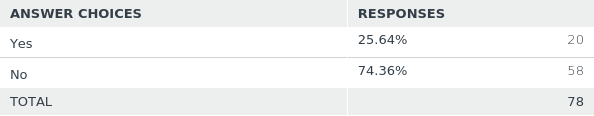 ANSWER CHOICES RESPONSES
Yes 25.64% 20
No 74.36% 58
TOTAL 78